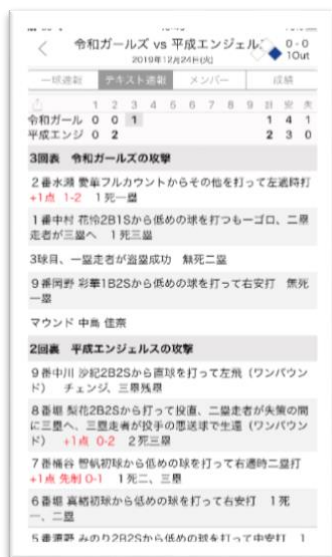 令和ガールズ vs 平成エンジェル
0 - 0
1Out
2019年12月24日(火)
一球速報 テキスト速報 メンバー 成績
1 2 3 4 5 6 7 8 9 計 安 失
令和ガール 0 0 1 1 4 1
平成エンジ 0 2 2 3 0
3回表 令和ガールズの攻撃
2番水瀬 愛華フルカウントからその他を打って左適時打
+1点 1-2 1死一塁
1番中村 花怜2B1Sから低めの球を打つも一ゴロ、二塁
走者が三塁へ 1死三塁
3球目、一塁走者が盗塁成功 無死二塁
9番岡野 彩華1B2Sから低めの球を打って右安打 無死
一塁
マウンド 中島 佳奈
2回裏 平成エンジェルスの攻撃
9番中川 沙紀2B2Sから直球を打って左飛（ワンバウン
ド） チェンジ、三塁残塁
8番堀 梨花2B2Sから打って投直、二塁走者が失策の間
に三塁へ、三塁走者が投手の悪送球で生還（ワンバウン
ド） +1点 0-2 2死三塁
7番桶谷 智帆初球から低めの球を打って右適時二塁打
+1点 先制 0-1 1死二、三塁
6番堀 真緒初球から低めの球を打って右安打 1死
一、二塁
5番 みのり2B2Sから低めの球を打って中安打 1